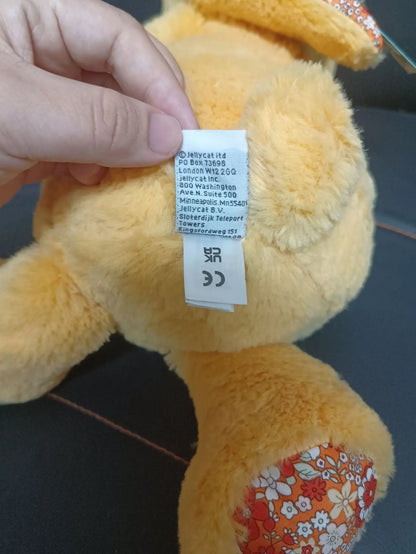 ©Jellycat ltd
PO Box 73698
London W12 2GQ
Jellycat Inc.
800 Washington
Ave.N. Suite 500
Minneapolis. Mn55401
Jellycat B.V.
Sloterdijk Teleport
Towers
Kingsfordweg 151
UK
CA
CE